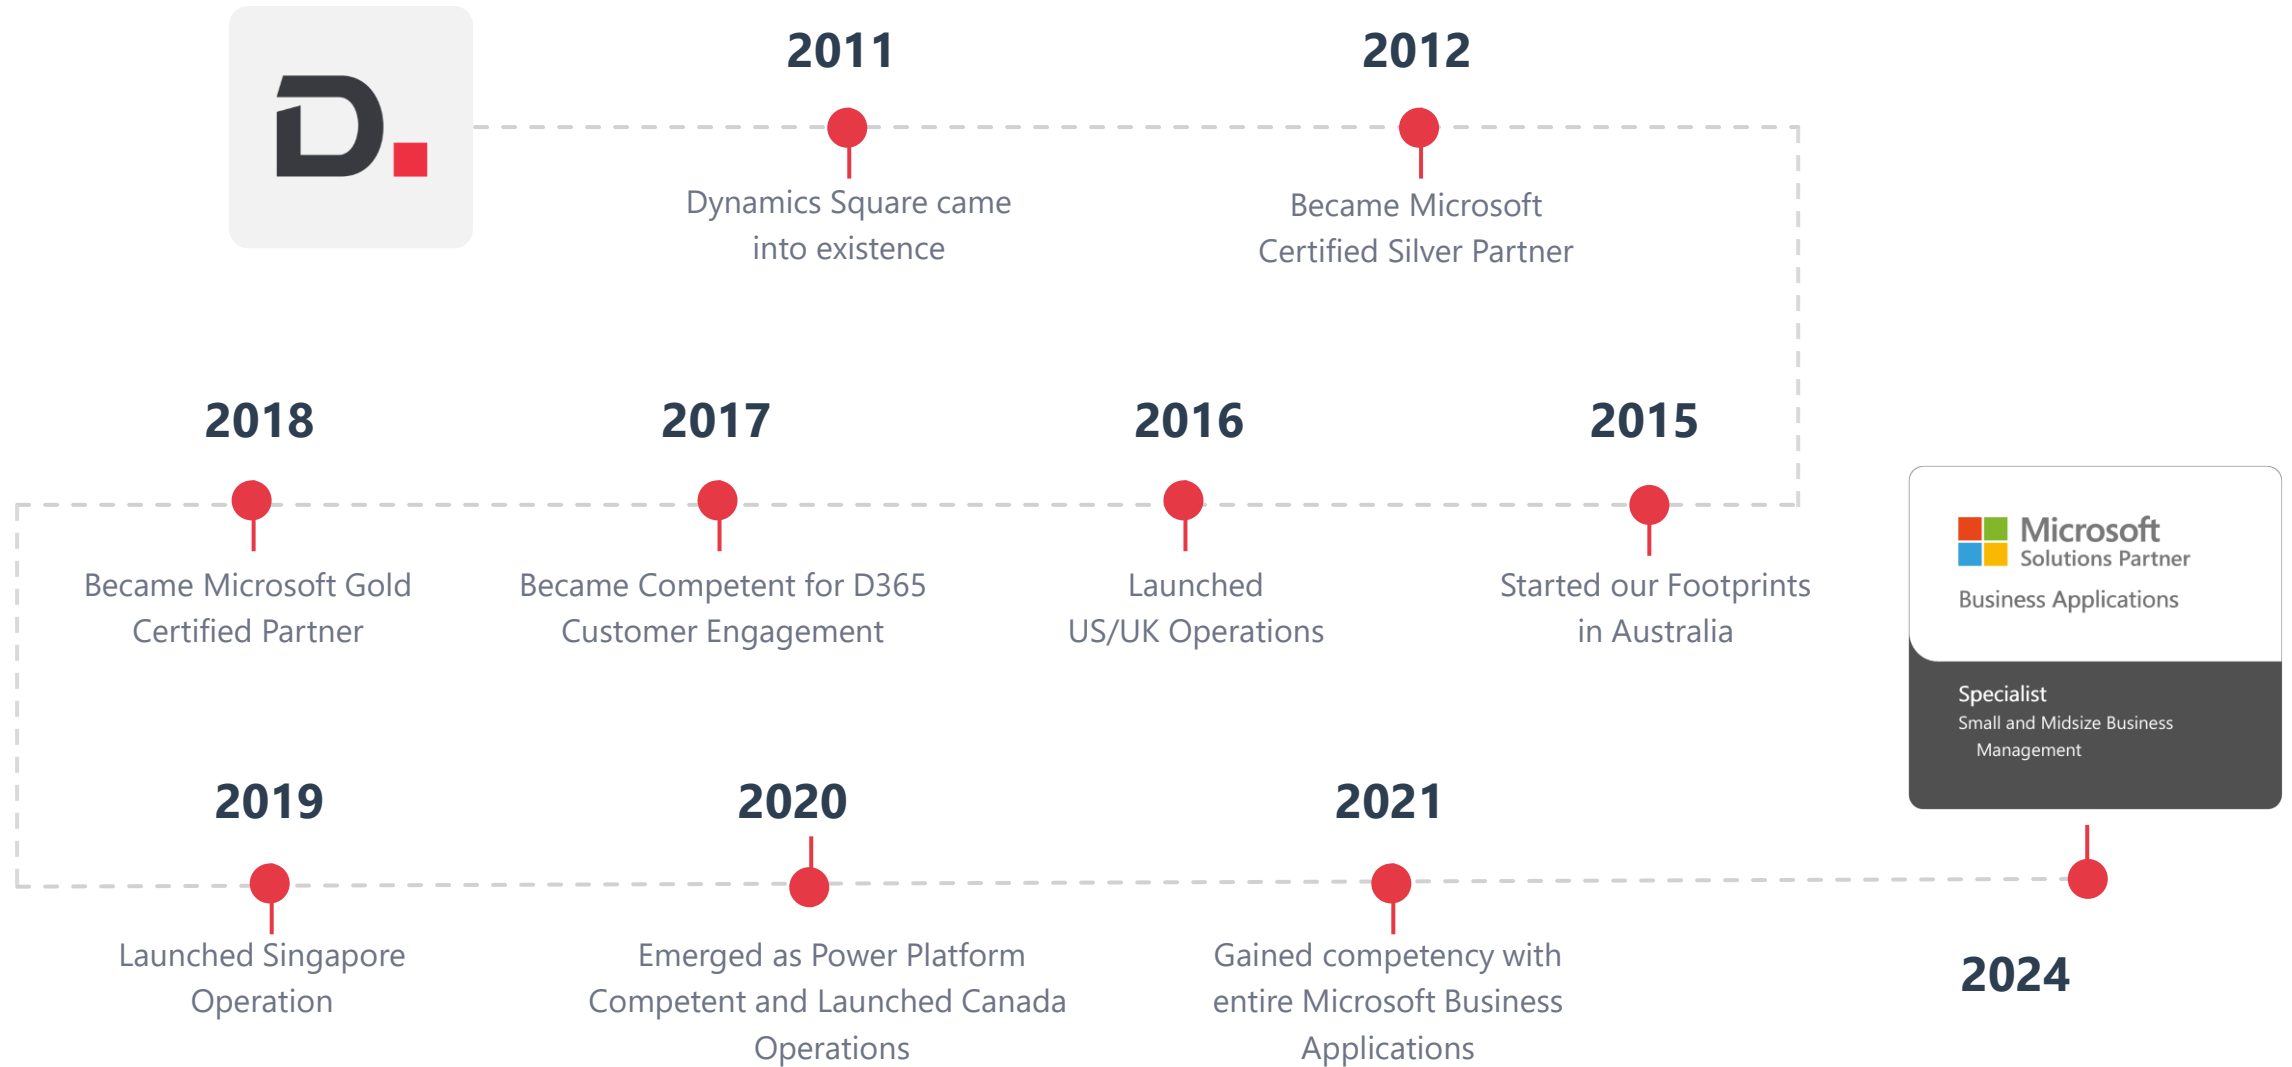 D.
2011
Dynamics Square came
into existence
2012
Became Microsoft
Certified Silver Partner
2015
Started our Footprints
in Australia
2016
Launched
US/UK Operations
2017
Became Competent for D365
Customer Engagement
2018
Became Microsoft Gold
Certified Partner
2019
Launched Singapore
Operation
2020
Emerged as Power Platform
Competent and Launched Canada
Operations
2021
Gained competency with
entire Microsoft Business
Applications
Microsoft
Solutions Partner
Business Applications
Specialist
Small and Midsize Business
Management
2024